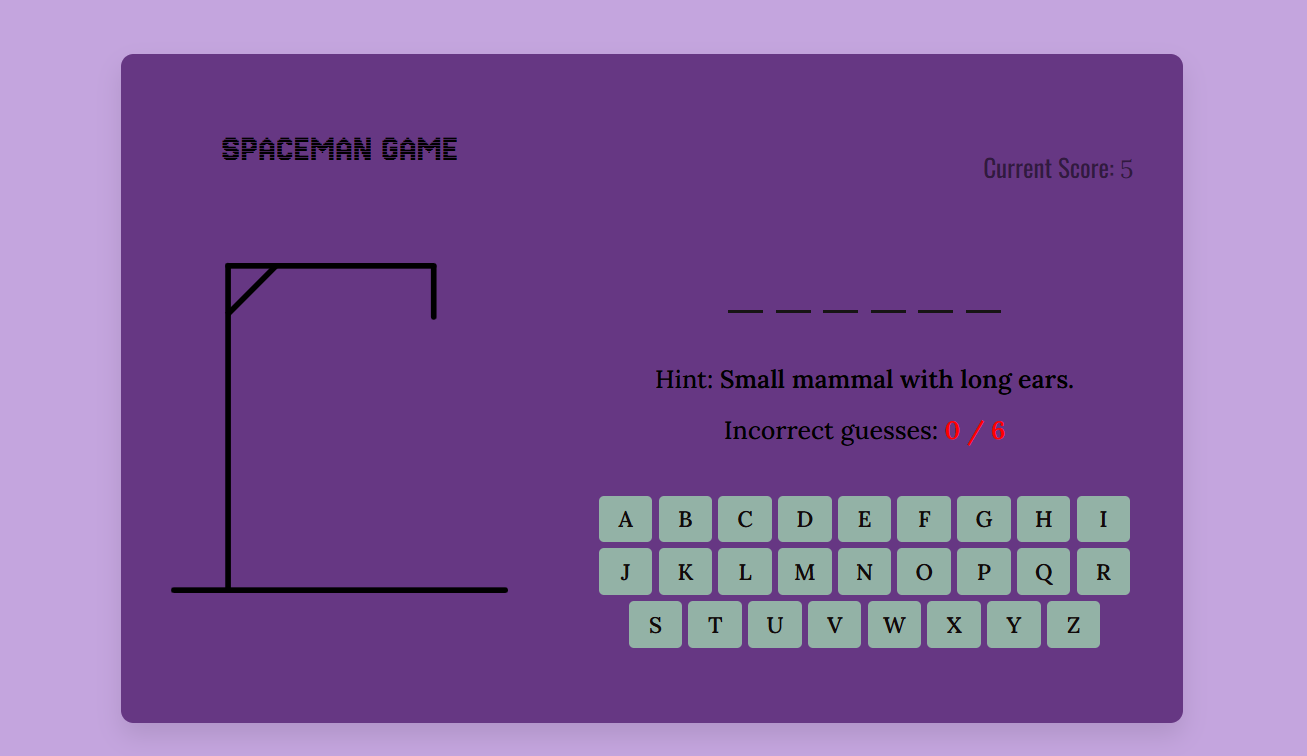 SPACEMAN GAME
Current Score: 5
_ _ _ _ _ _
Hint: Small mammal with long ears.
Incorrect guesses: 0 / 6
A B C D E F G H I
J K L M N O P Q R
S T U V W X Y Z